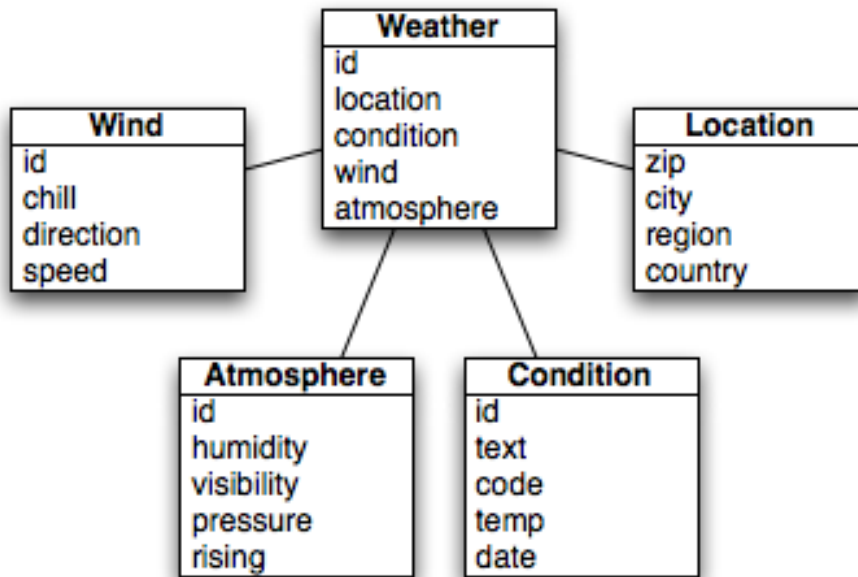 Weather
id
location
condition
wind
atmosphere
Wind
id
chill
direction
speed
Location
zip
city
region
country
Atmosphere
id
humidity
visibility
pressure
rising
Condition
id
text
code
temp
date